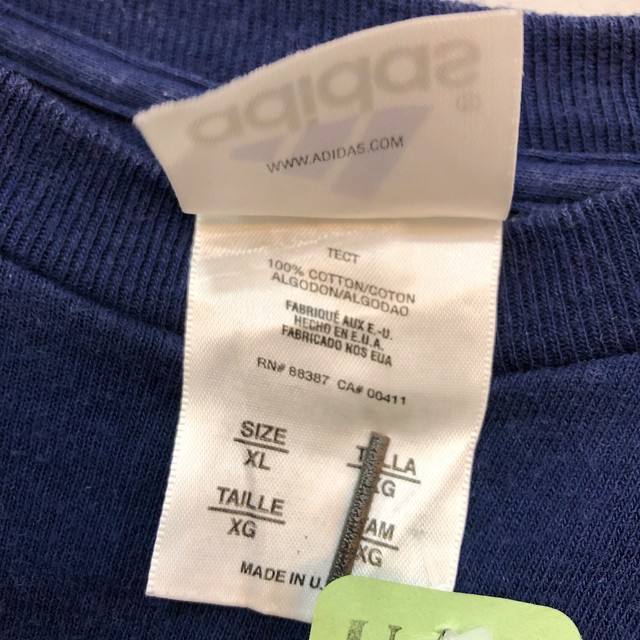 adidas®
WWW.ADIDAS.COM
TECT
100% COTTON/COTON
ALGODON/ALGODAO
FABRIQUÉ AUX E.-U.
HECHO EN E.U.A.
FABRICADO NOS EUA
RN# 88387 CA# 00411
SIZE
XL
XG
TAILLE
XG
XG
MADE IN U.